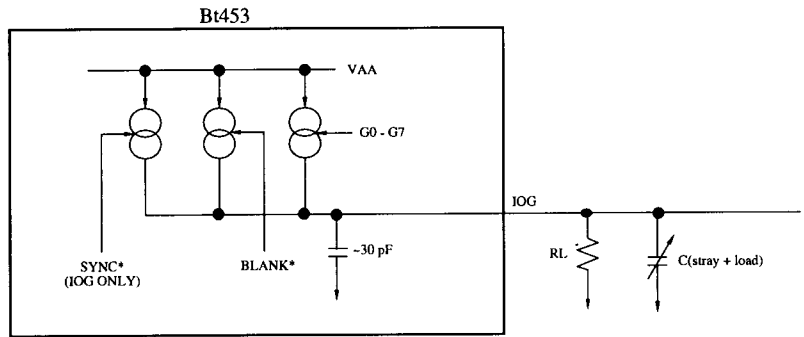 Bt453
VAA
G0 - G7
IOG
SYNC*
(IOG ONLY)
BLANK*
~30 pF
RL
C(stray + load)